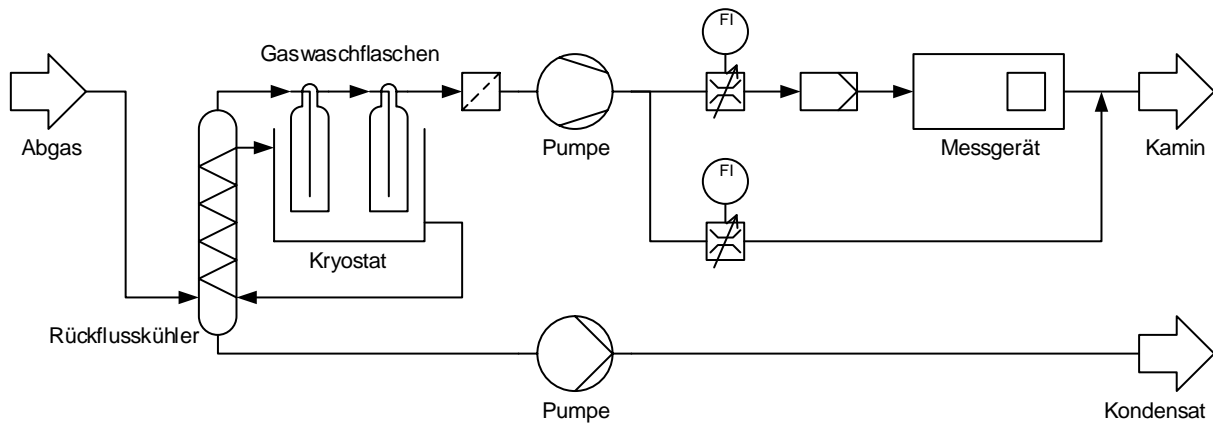 FI
Gaswaschflaschen
Abgas
Pumpe
Messgerät
Kamin
FI
Kryostat
Rückflusskühler
Pumpe
Kondensat